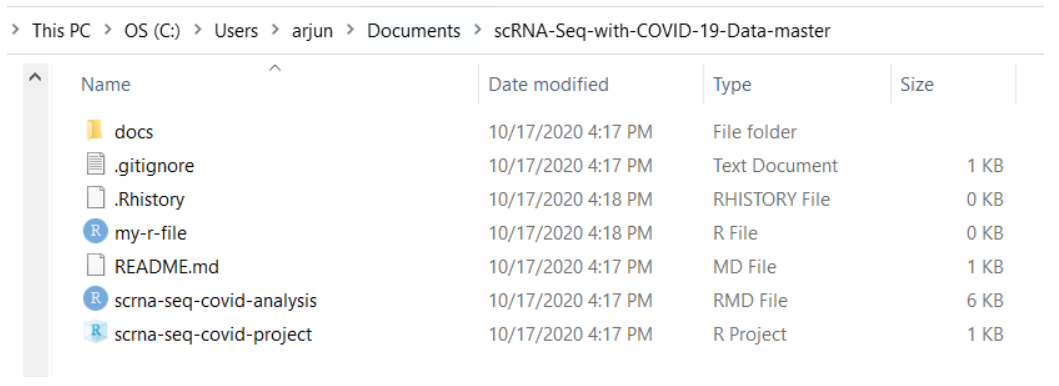 > This PC > OS (C:) > Users > arjun > Documents > scRNA-Seq-with-COVID-19-Data-master
Name Date modified Type Size
docs 10/17/2020 4:17 PM File folder
.gitignore 10/17/2020 4:17 PM Text Document 1 KB
.Rhistory 10/17/2020 4:18 PM RHISTORY File 0 KB
R my-r-file 10/17/2020 4:18 PM R File 0 KB
README.md 10/17/2020 4:17 PM MD File 1 KB
R scrna-seq-covid-analysis 10/17/2020 4:17 PM RMD File 6 KB
R scrna-seq-covid-project 10/17/2020 4:17 PM R Project 1 KB